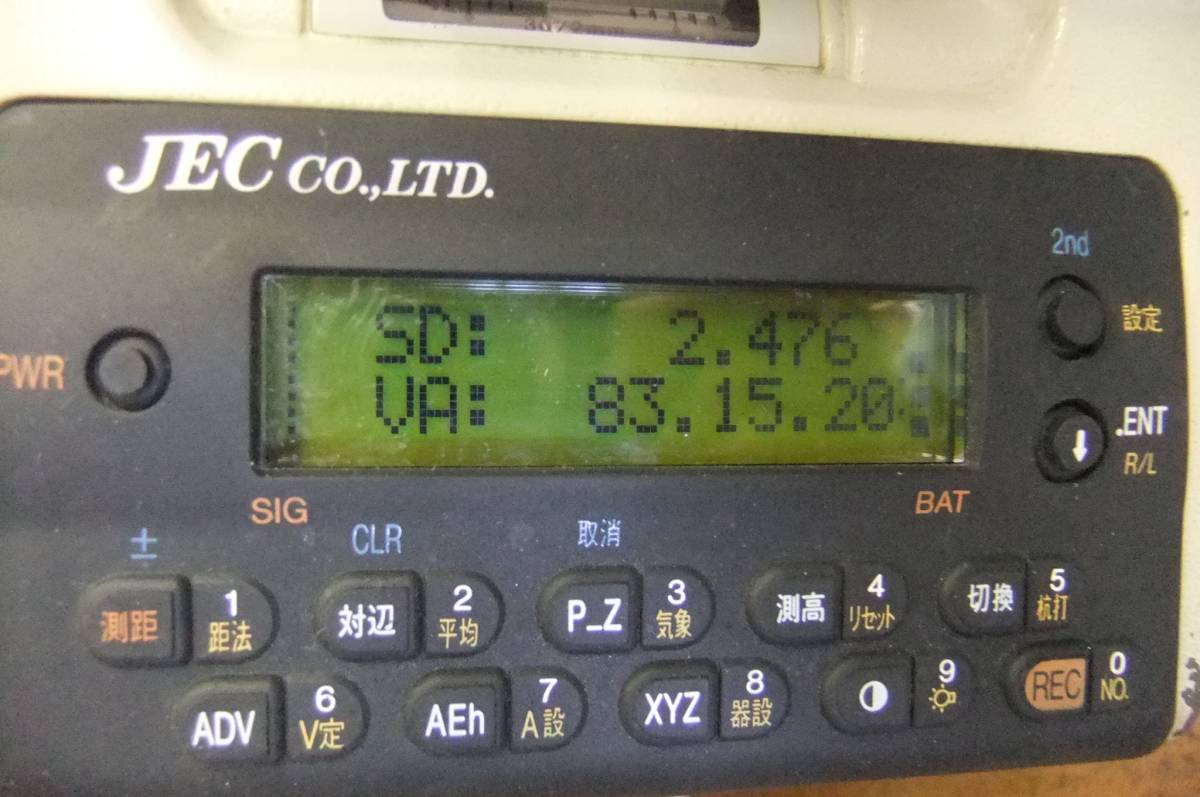 JEC CO.,LTD.
2nd
設定
PWR
SD: 2.476
VA: 83.15.20
.ENT
R/L
SIG
BAT
± CLR 取消
測距 1 距法 対辺 2 平均 P_Z 3 気象 測高 4 リセット 切換 5 杭打
ADV 6 V定 AEh 7 A設 XYZ 8 器設 9 REC 0 NO.